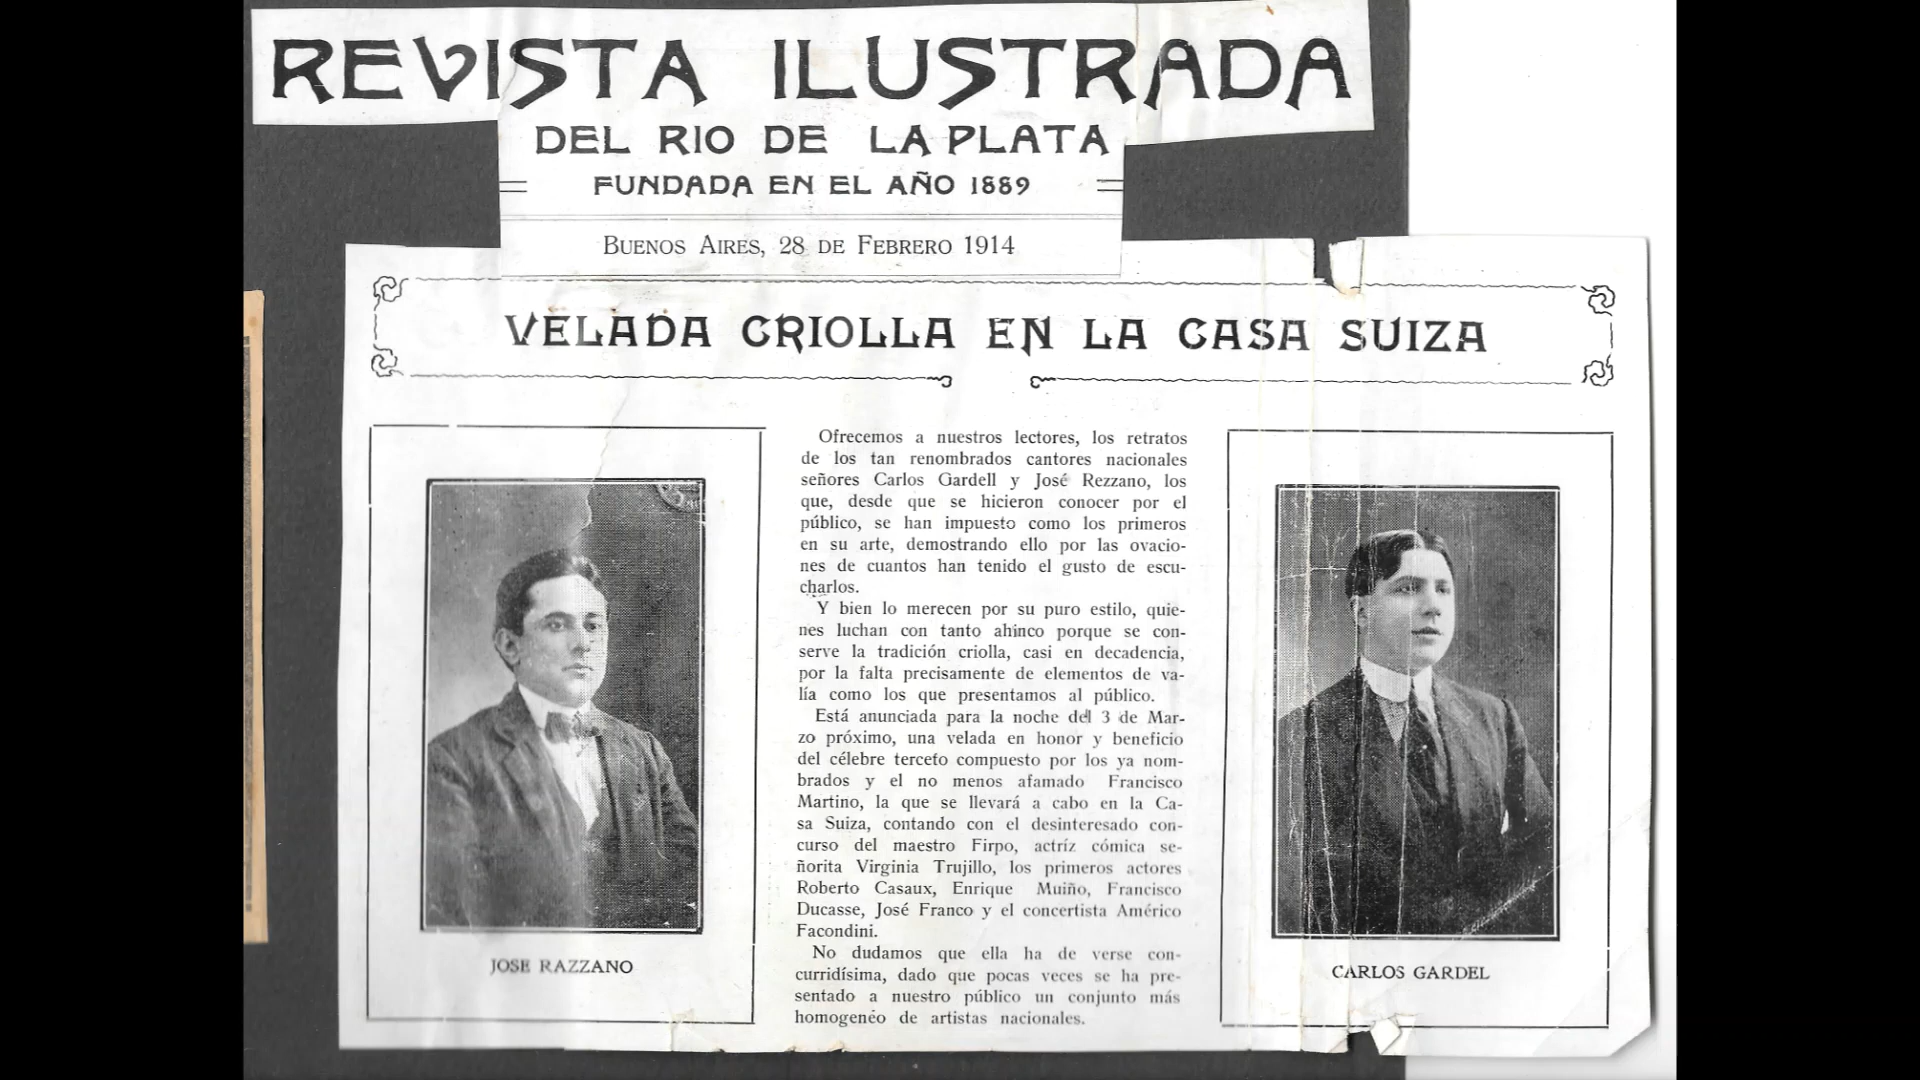 REVISTA ILUSTRADA
DEL RIO DE LA PLATA
FUNDADA EN EL AÑO 1889
BUENOS AIRES, 28 DE FEBRERO 1914
VELADA CRIOLLA EN LA CASA SUIZA
Ofrecemos a nuestros lectores, los retratos
de los tan renombrados cantores nacionales
señores Carlos Gardell y José Rezzano, los
que, desde que se hicieron conocer por el
público, se han impuesto como los primeros
en su arte, demostrando ello por las ovacio-
nes de cuantos han tenido el gusto de escu-
charlos.
Y bien lo merecen por su puro estilo, quie-
nes luchan con tanto ahinco porque se con-
serve la tradición criolla, casi en decadencia,
por la falta precisamente de elementos de va-
lía como los que presentamos al público.
Está anunciada para la noche del 3 de Mar-
zo próximo, una velada en honor y beneficio
del célebre terceto compuesto por los ya nom-
brados y el no menos afamado Francisco
Martino, la que se llevará a cabo en la Ca-
sa Suiza, contando con el desinteresado con-
curso del maestro Firpo, actríz cómica se-
ñorita Virginia Trujillo, los primeros actores
Roberto Casaux, Enrique Muiño, Francisco
Ducasse, José Franco y el concertista Américo
Facondini.
No dudamos que ella ha de verse con-
curridísima, dado que pocas veces se ha pre-
sentado a nuestro público un conjunto más
homogenéo de artistas nacionales.
JOSE RAZZANO
CARLOS GARDEL